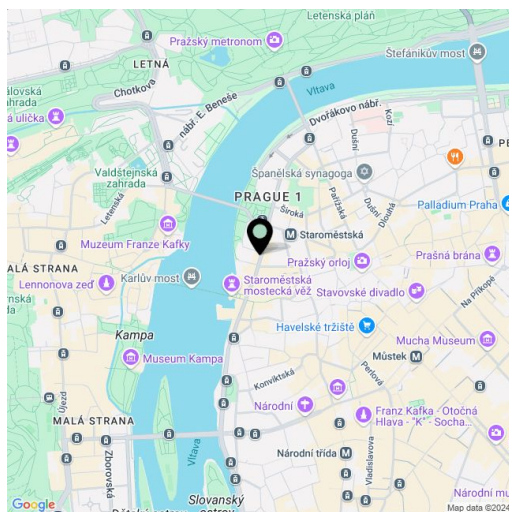 Letenská pláň
Pražský metronom
Štefánikův most
LETNÁ
Chotkova
Vltava
álovská
ahrada
nábř. E. Beneše
Dvořákovo nábř.
á ulička
Dušní
Kozí
Valdštejnská
zahrada
Španělská synagoga
Letenská
PRAGUE 1
Pařížská
Dušní
Dlouhá
Palladium Praha
Široká
Muzeum Franze Kafky
Staroměstská
Pražský orloj
Prašná brána
ALÁ STRANA
Karlův most
Lennonova zeď
Staroměstská
mostecká věž
Stavovské divadlo
Na Příkopě
Kampa
Havelské tržiště
Mucha Museum
Museum Kampa
Můstek
Konviktská
Perlová
Újezd
Národní
Franz Kafka - Otočná
Hlava - "K" - Socha...
MALÁ STRANA
Zborovská
Vltava
Národní třída
Vladislavova
Slovanský
ostrov
Národní mu
Google
Map data ©2024